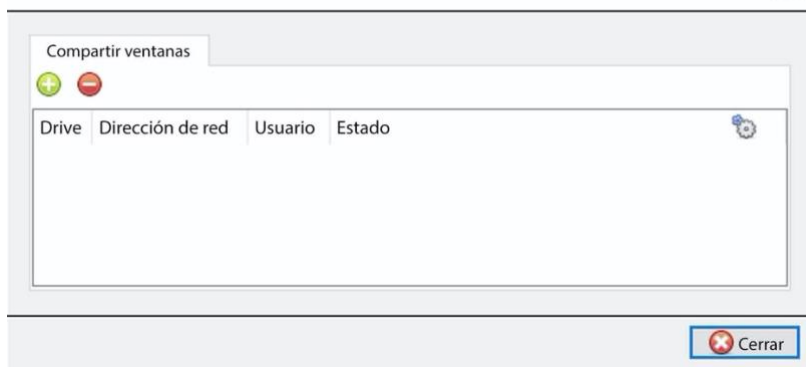 Compartir ventanas
Drive Dirección de red Usuario Estado
Cerrar